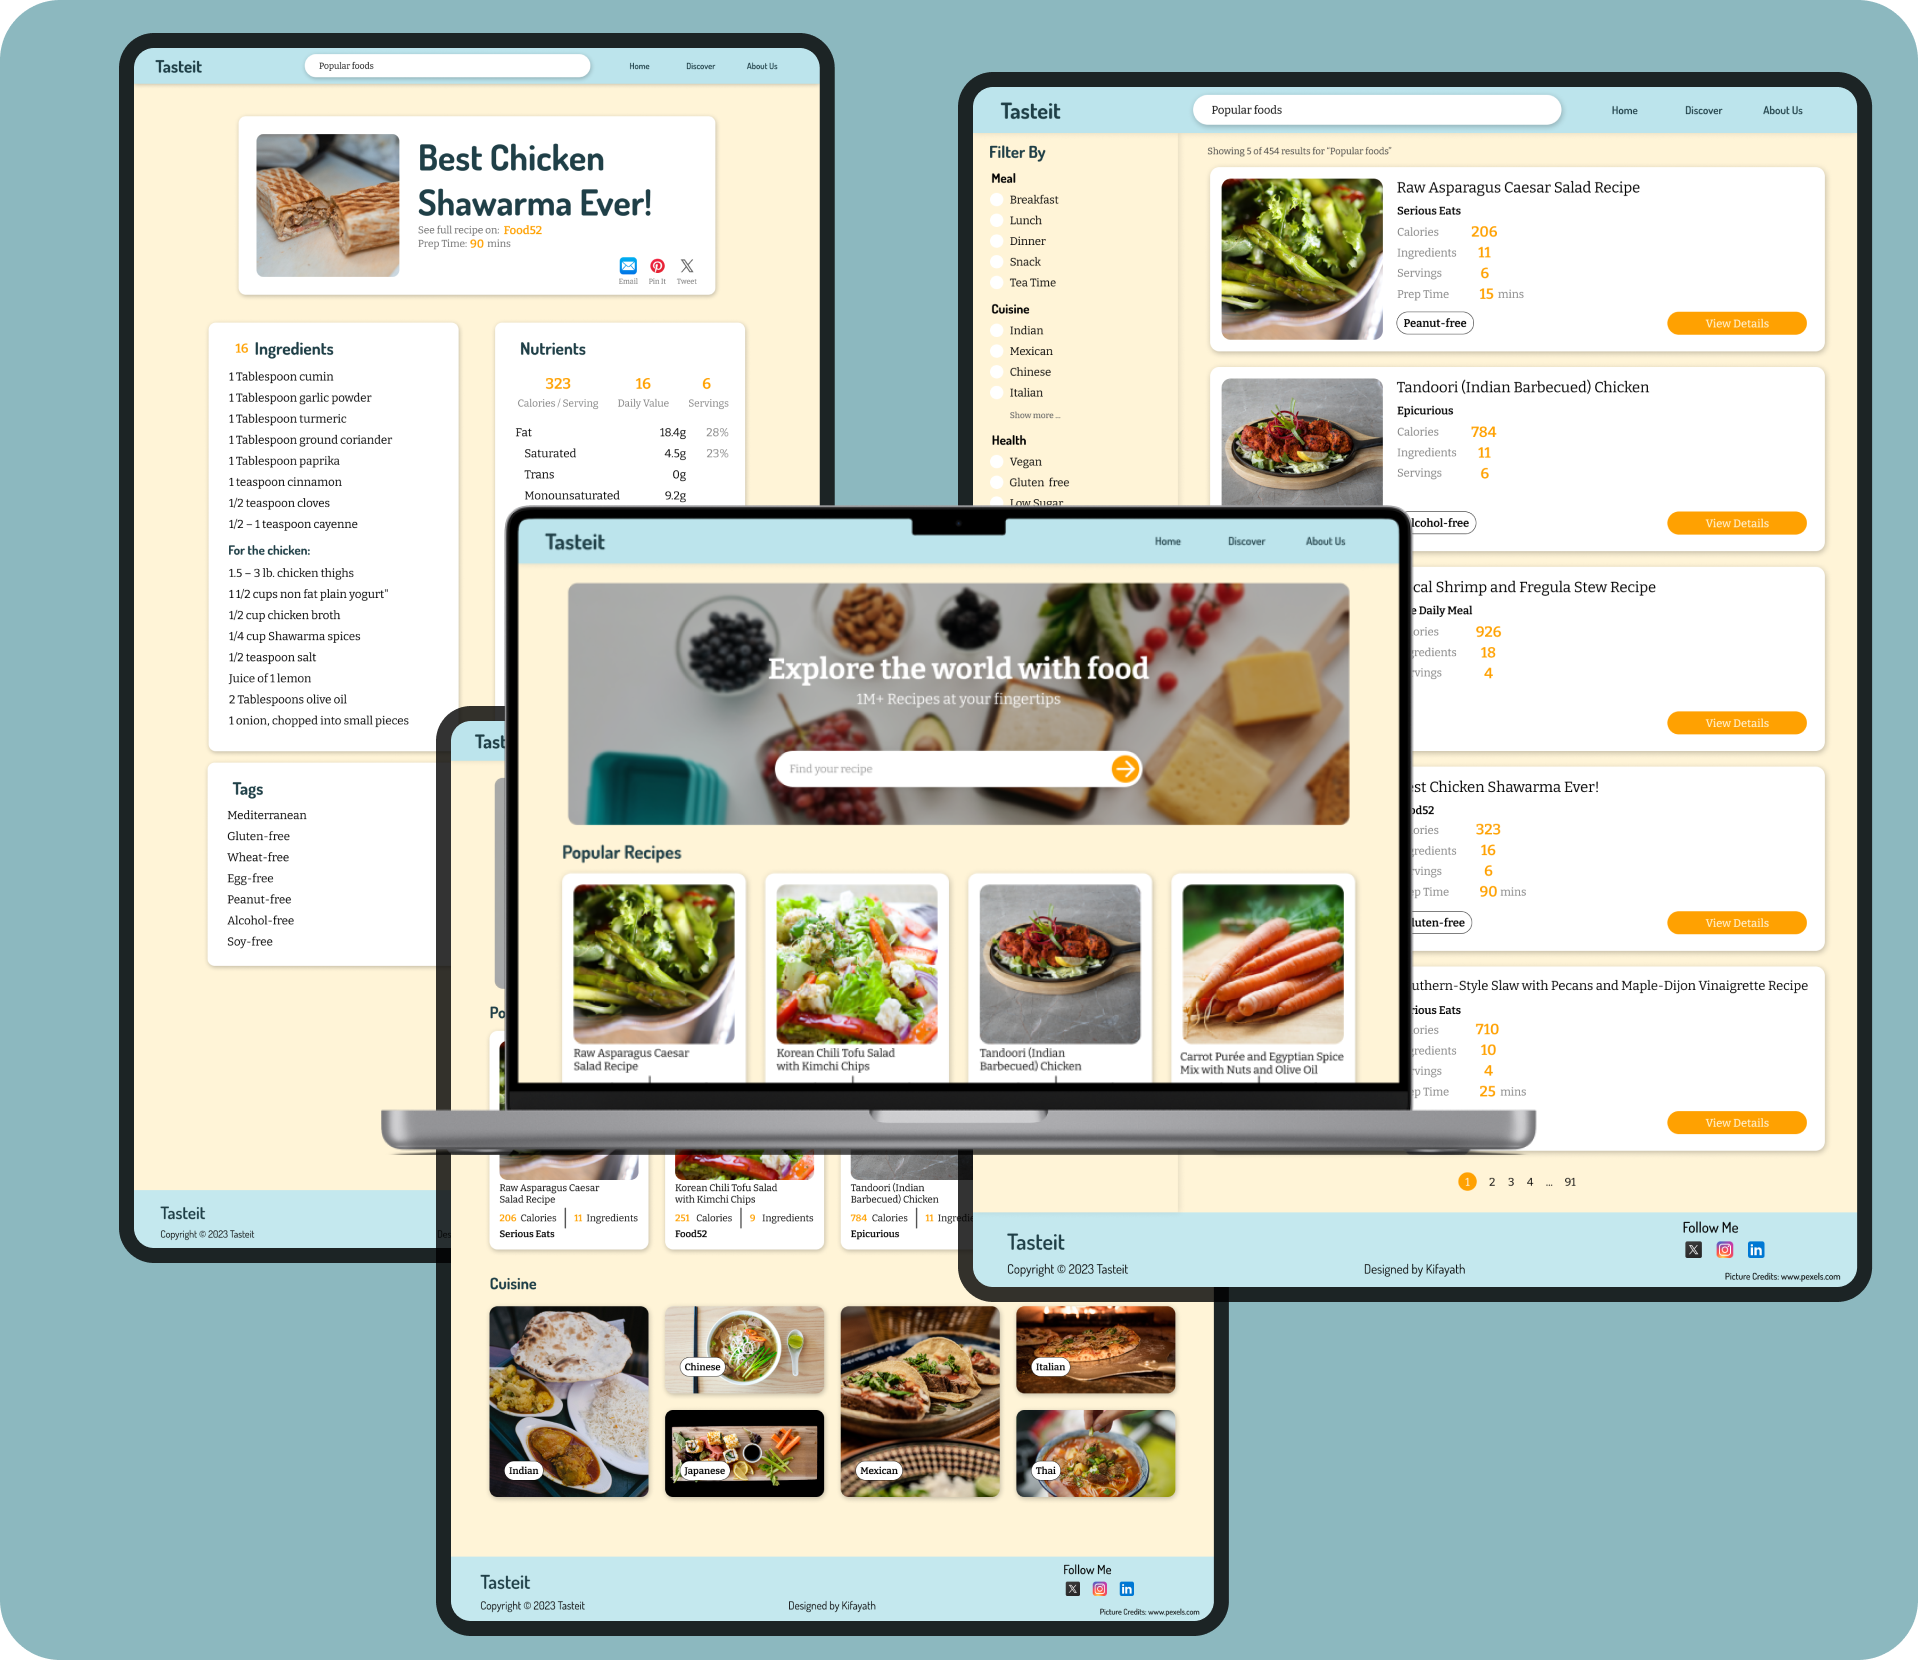 Tasteit
Popular foods
Home
Discover
About Us
Best Chicken
Shawarma Ever!
See full recipe on: Food52
Prep Time: 90 mins
Email
Pin It
Tweet
16 Ingredients
1 Tablespoon cumin
1 Tablespoon garlic powder
1 Tablespoon turmeric
1 Tablespoon ground coriander
1 Tablespoon paprika
1 teaspoon cinnamon
1/2 teaspoon cloves
1/2 – 1 teaspoon cayenne
For the chicken:
1.5 – 3 lb. chicken thighs
1 1/2 cups non fat plain yogurt"
1/2 cup chicken broth
1/4 cup Shawarma spices
1/2 teaspoon salt
Juice of 1 lemon
2 Tablespoons olive oil
1 onion, chopped into small pieces
Nutrients
323
16
6
Calories / Serving
Daily Value
Servings
Fat 18.4g 28%
Saturated 4.5g 23%
Trans 0g
Monounsaturated 9.2g
Tags
Mediterranean
Gluten-free
Wheat-free
Egg-free
Peanut-free
Alcohol-free
Soy-free
Tasteit
Copyright © 2023 Tasteit
Tasteit
Popular foods
Home
Discover
About Us
Filter By
Meal
Breakfast
Lunch
Dinner
Snack
Tea Time
Cuisine
Indian
Mexican
Chinese
Italian
Show more ...
Health
Vegan
Gluten free
Low Sugar
Showing 5 of 454 results for "Popular foods"
Raw Asparagus Caesar Salad Recipe
Serious Eats
Calories 206
Ingredients 11
Servings 6
Prep Time 15 mins
Peanut-free
View Details
Tandoori (Indian Barbecued) Chicken
Epicurious
Calories 784
Ingredients 11
Servings 6
lcohol-free
View Details
cal Shrimp and Fregula Stew Recipe
e Daily Meal
ories 926
gredients 18
vings 4
View Details
st Chicken Shawarma Ever!
od52
ories 323
gredients 16
vings 6
ep Time 90 mins
luten-free
View Details
uthern-Style Slaw with Pecans and Maple-Dijon Vinaigrette Recipe
rious Eats
ories 710
gredients 10
vings 4
ep Time 25 mins
View Details
1 2 3 4 ... 91
Tasteit
Copyright © 2023 Tasteit
Designed by Kifayath
Follow Me
Picture Credits: www.pexels.com
Tasteit
Home
Discover
About Us
Explore the world with food
1M+ Recipes at your fingertips
Find your recipe
Popular Recipes
Raw Asparagus Caesar
Salad Recipe
Korean Chili Tofu Salad
with Kimchi Chips
Tandoori (Indian
Barbecued) Chicken
Carrot Purée and Egyptian Spice
Mix with Nuts and Olive Oil
Tast
Po
Raw Asparagus Caesar
Salad Recipe
206 Calories
11 Ingredients
Serious Eats
Korean Chili Tofu Salad
with Kimchi Chips
251 Calories
9 Ingredients
Food52
Tandoori (Indian
Barbecued) Chicken
784 Calories
11 Ingredi
Epicurious
Cuisine
Indian
Chinese
Japanese
Mexican
Italian
Thai
Tasteit
Copyright © 2023 Tasteit
Designed by Kifayath
Follow Me
Picture Credits: www.pexels.com